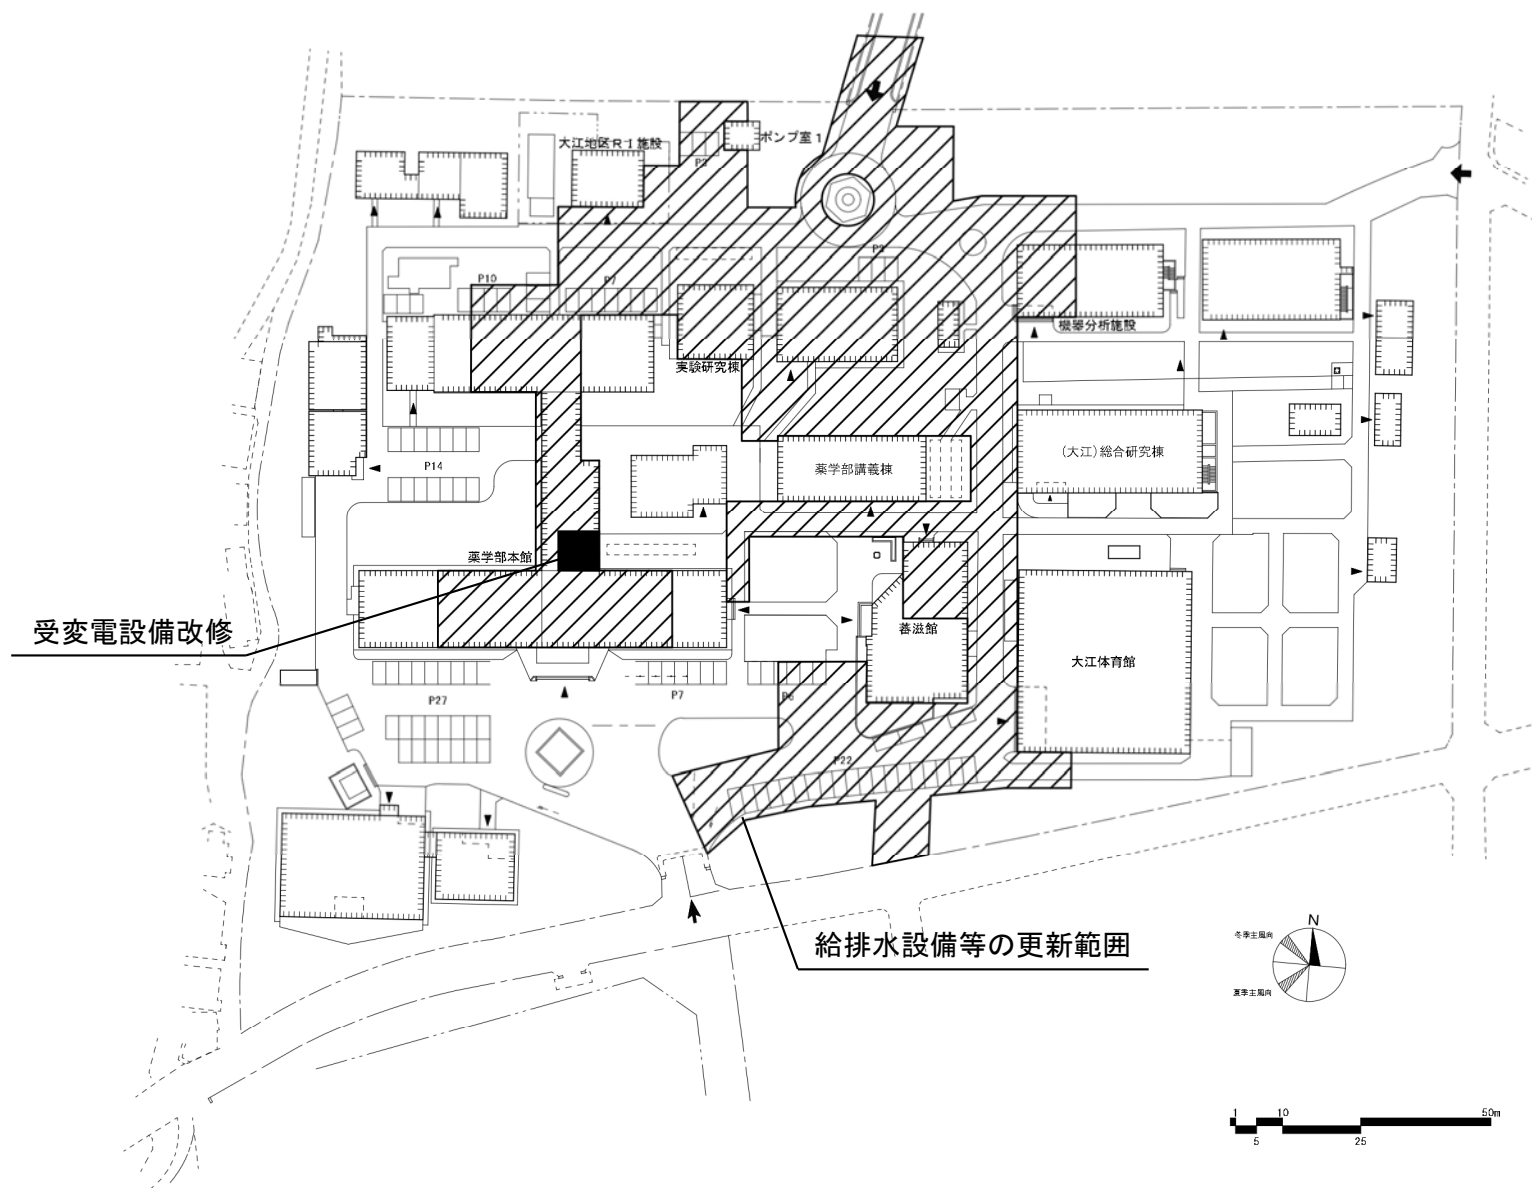 ポンプ室1
大江地区RI施設
P3
P3
P10
P7
機器分析施設
実験研究棟
(大江)総合研究棟
P14
薬学部講義棟
薬学部本館
受変電設備改修
蕃滋館
大江体育館
P27
P7
P6
P22
給排水設備等の更新範囲
N
冬季主風向
夏季主風向
1 10 50m
5 25